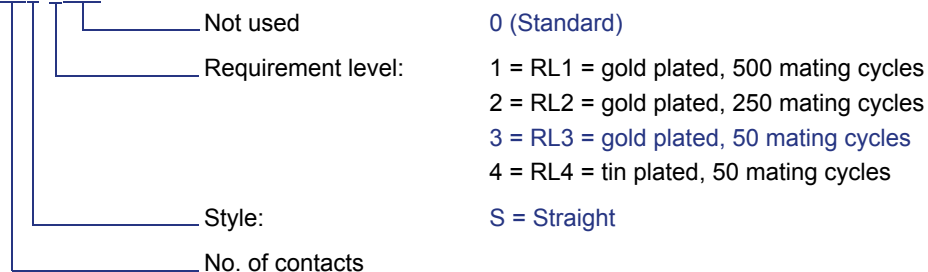 Not used 0 (Standard)
Requirement level: 1 = RL1 = gold plated, 500 mating cycles
2 = RL2 = gold plated, 250 mating cycles
3 = RL3 = gold plated, 50 mating cycles
4 = RL4 = tin plated, 50 mating cycles
Style: S = Straight
No. of contacts